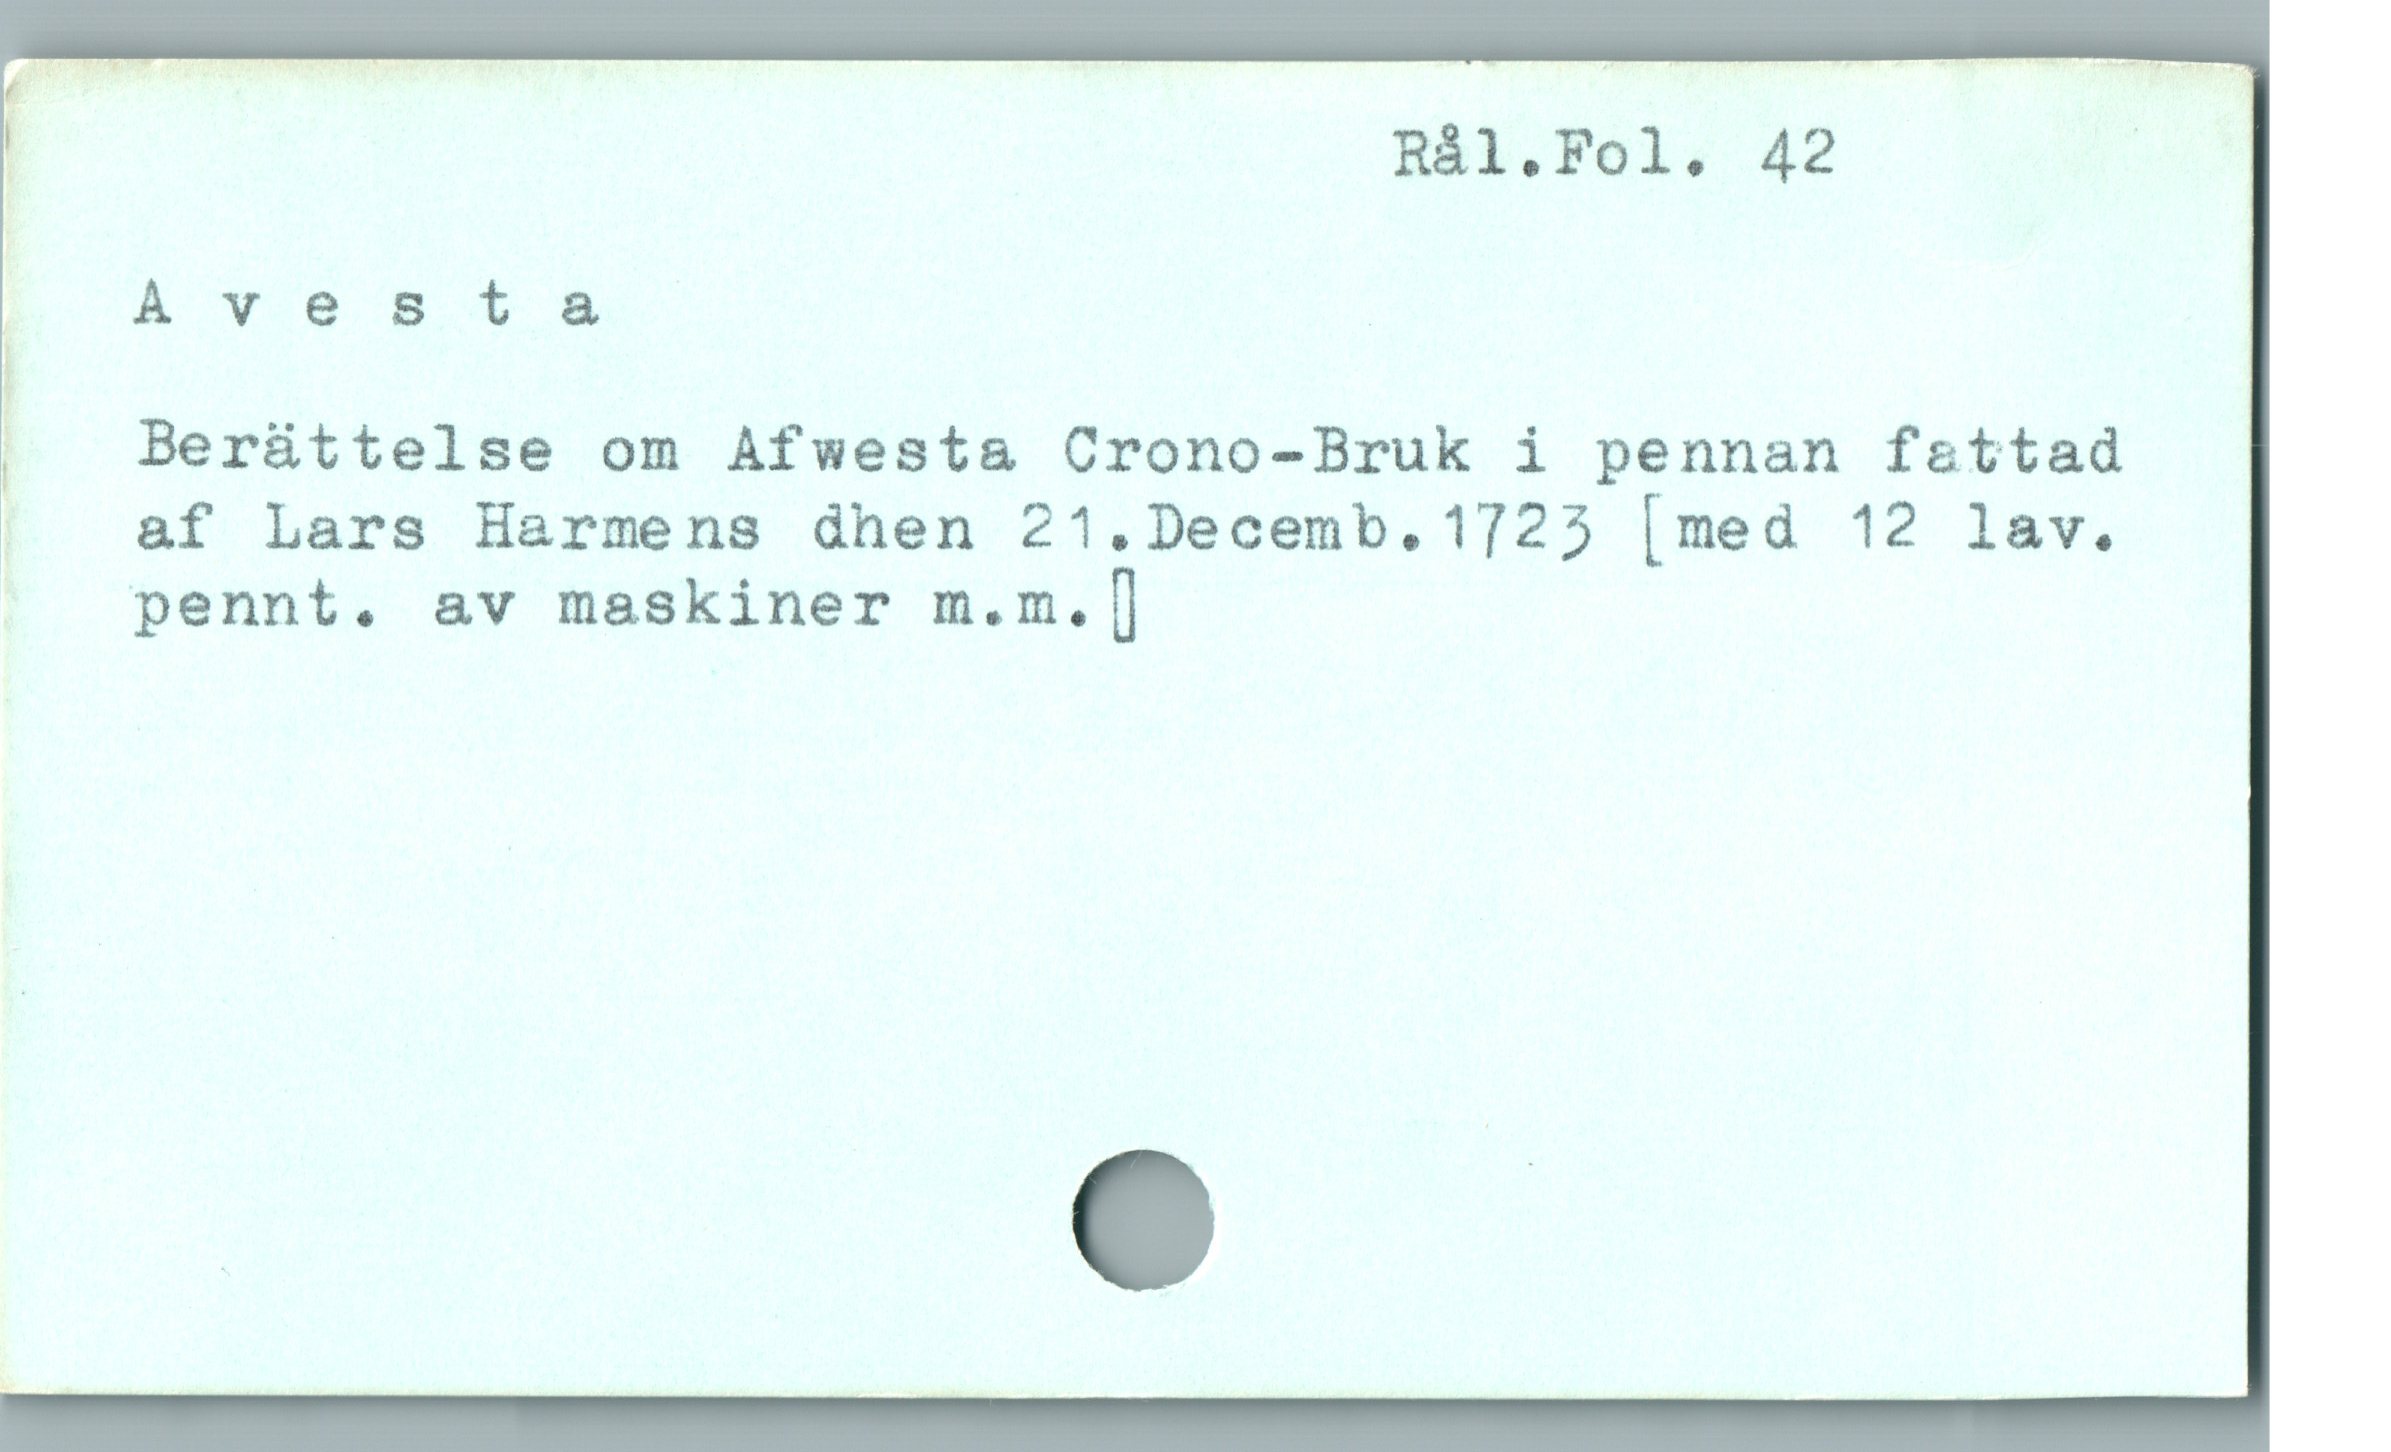 Rål.Fol. 42
A v e s t a
Berättelse om Afwesta Crono-Bruk i pennan fattad
af Lars Harmens dhen 21.Decemb.1723 [med 12 lav.
pennt. av maskiner m.m.]